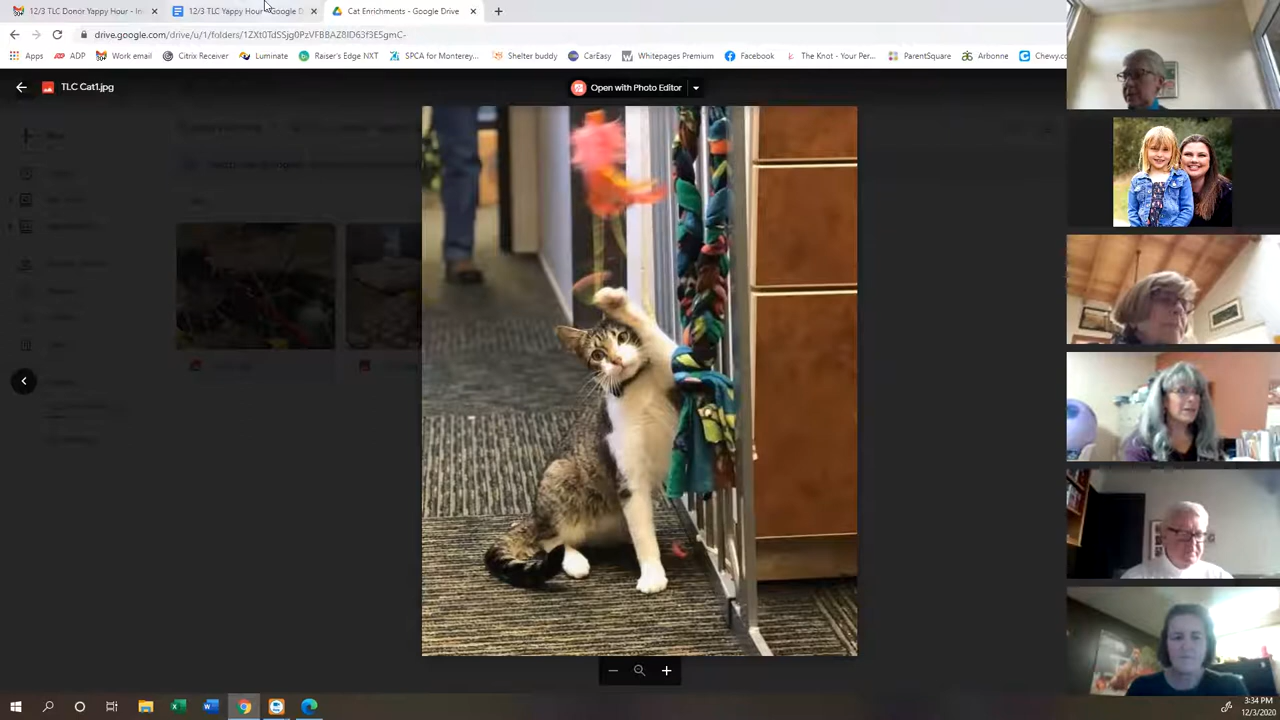 12/3 TLC Donor Yappy Hour - In
12/3 TLC Yappy Hour - Google D
Cat Enrichments - Google Drive
drive.google.com/drive/u/1/folders/
Apps
ADP
Work email
Citrix Receiver
Luminate
Raiser's Edge NXT
SPCA for Monterey...
Shelter buddy
CarEasy
Whitepages Premium
Facebook
The Knot - Your Per...
ParentSquare
Arbonne
Chewy.co
TLC Cat1.jpg
Open with Photo Editor
3:34 PM
12/3/2020